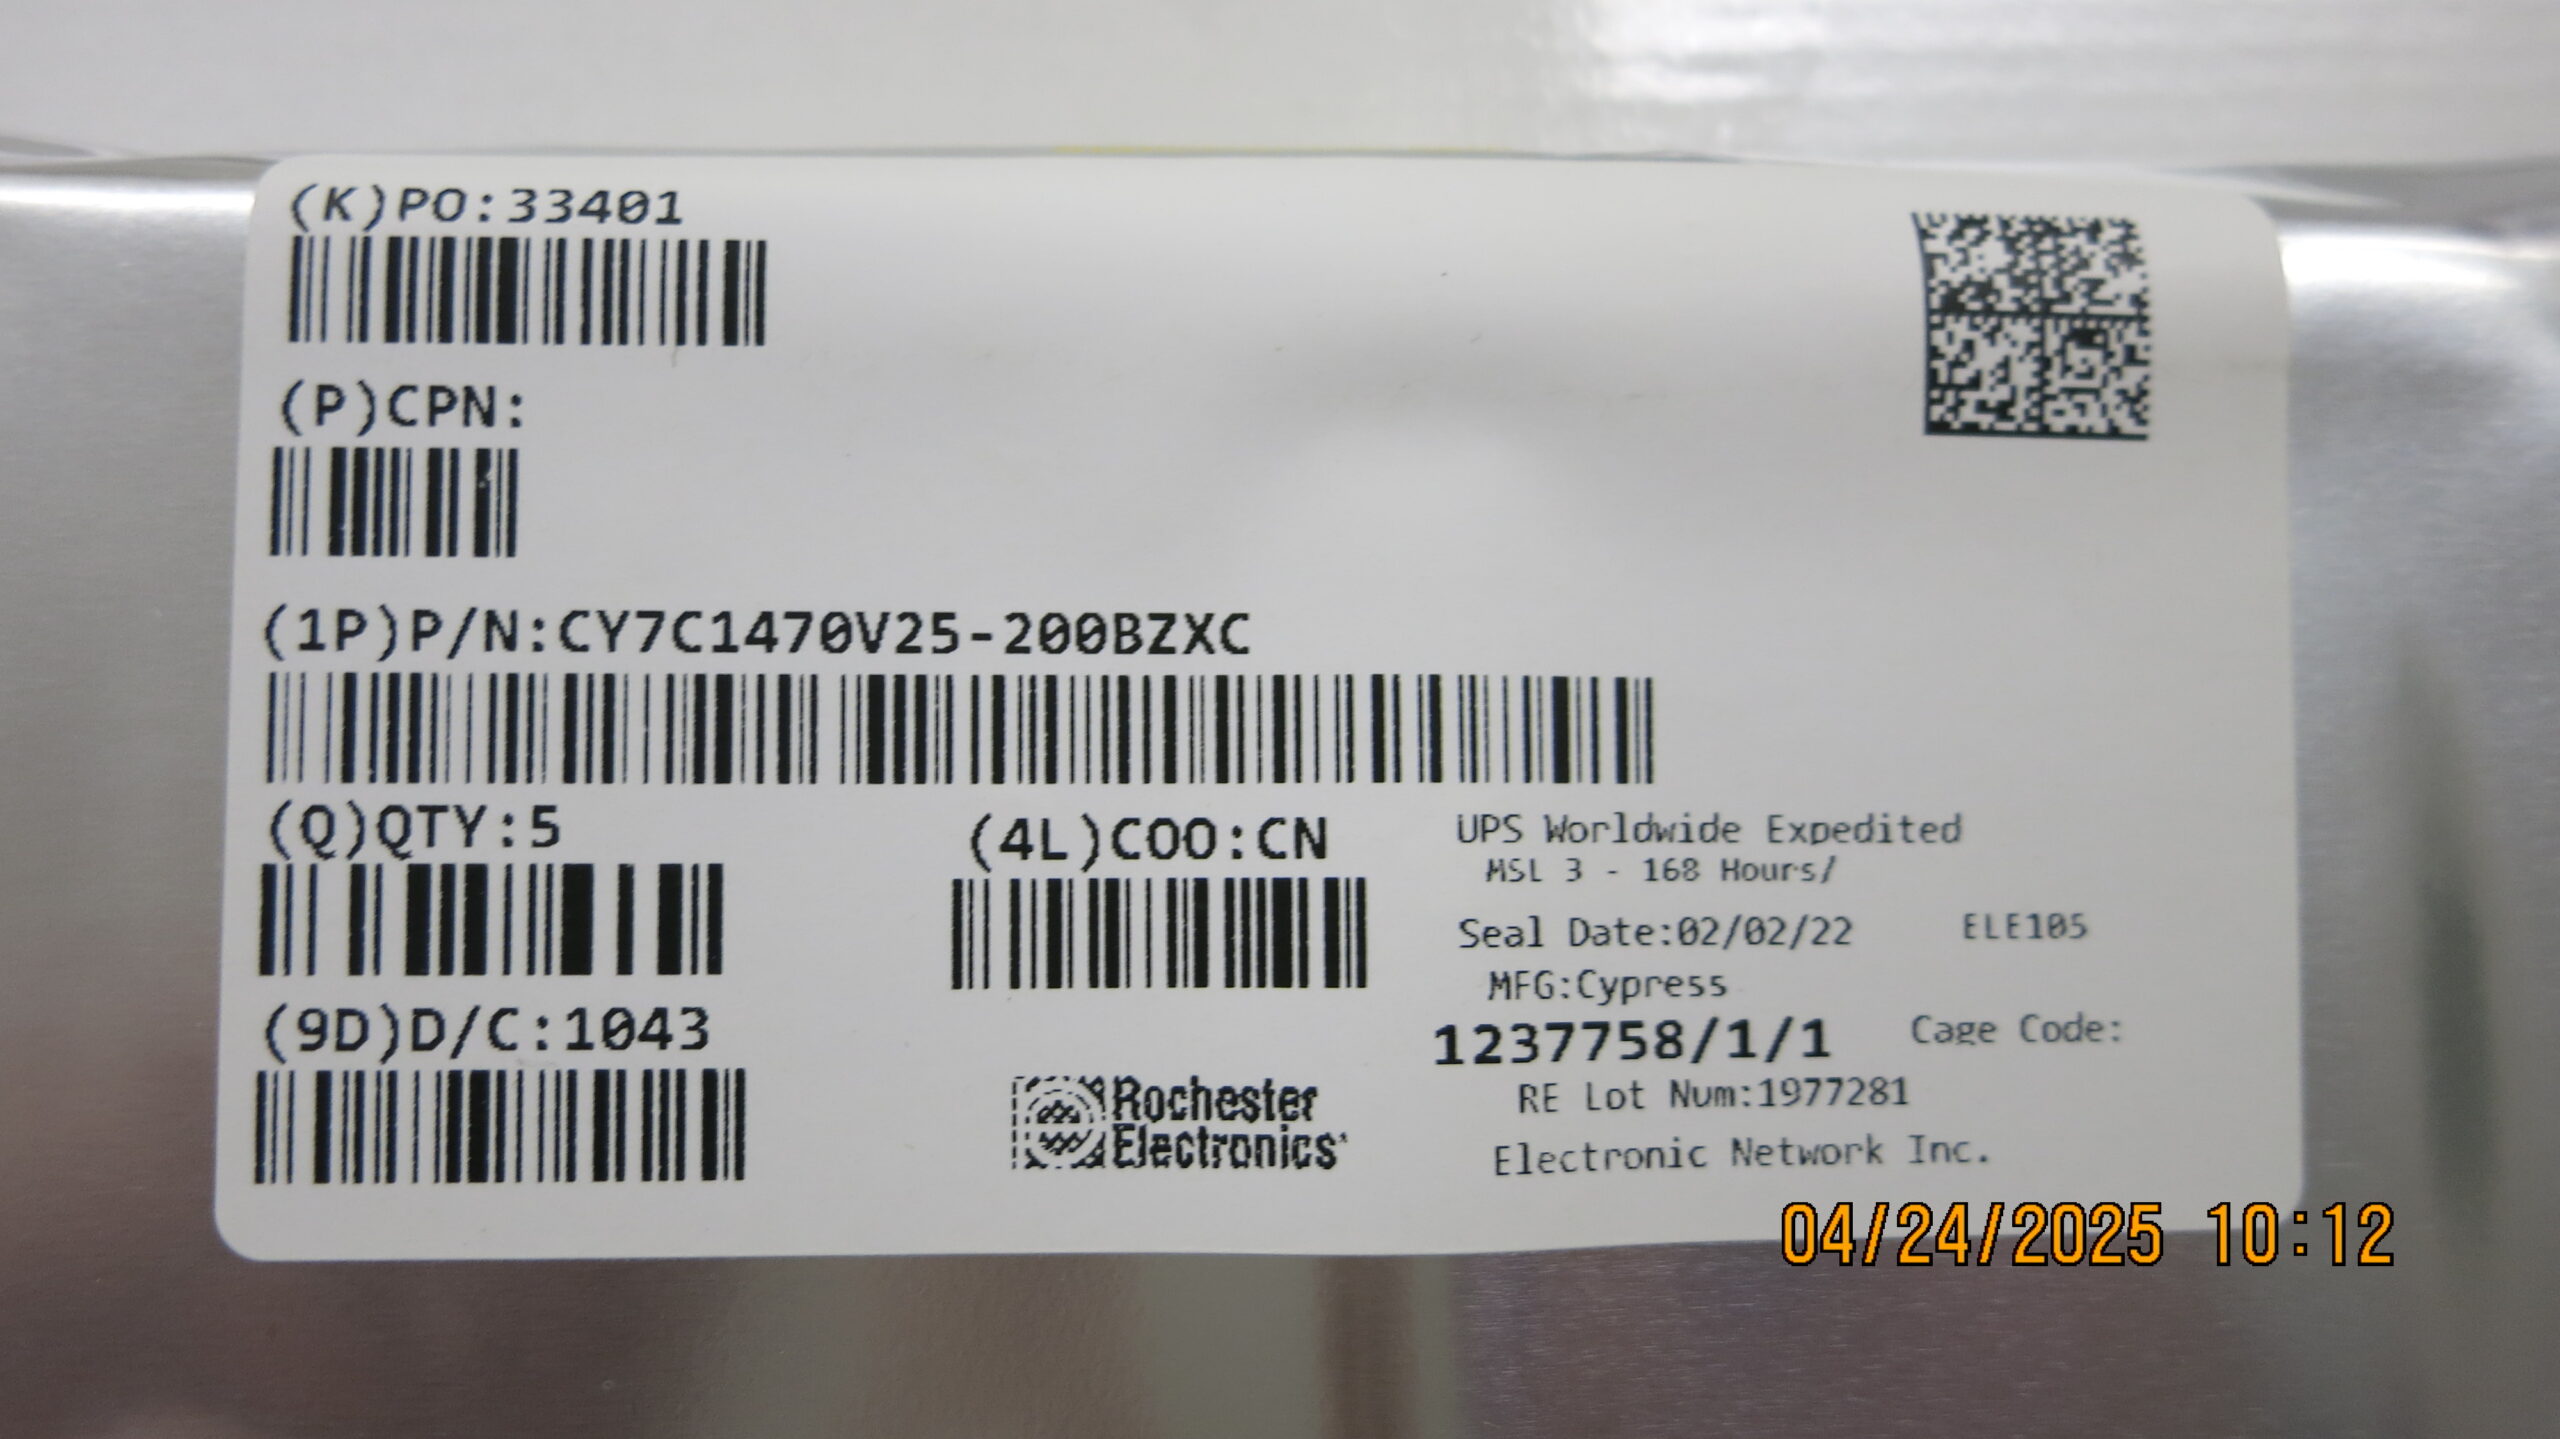 (K)PO:33401
(P)CPN:
(1P)P/N:CY7C1470V25-200BZXC
(Q)QTY:5
(4L)COO:CN
UPS Worldwide Expedited
MSL 3 - 168 Hours/
Seal Date:02/02/22 ELE105
MFG:Cypress
(9D)D/C:1043
1237758/1/1 Cage Code:
RE Lot Num:1977281
Rochester
Electronics
Electronic Network Inc.
04/24/2025 10:12